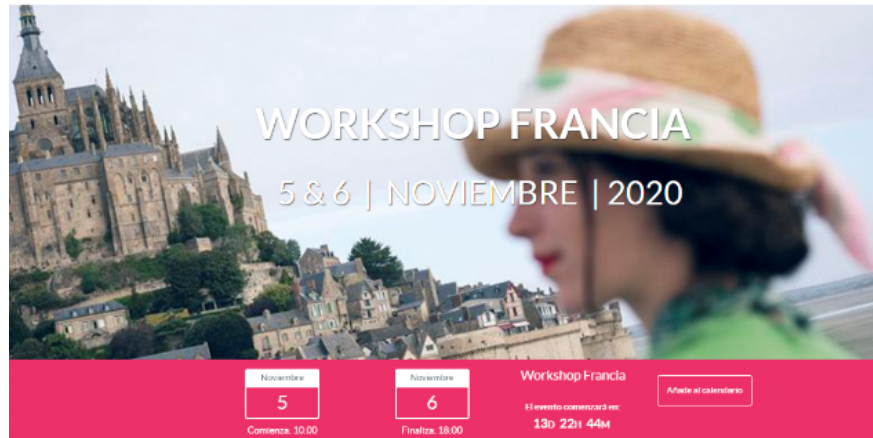 WORKSHOP FRANCIA
5 & 6 | NOVIEMBRE | 2020
Noviembre
5
Comienza. 10:00
Noviembre
6
Finaliza. 18:00
Workshop Francia
El evento comenzará en:
13D 22H 44M
Añade al calendario